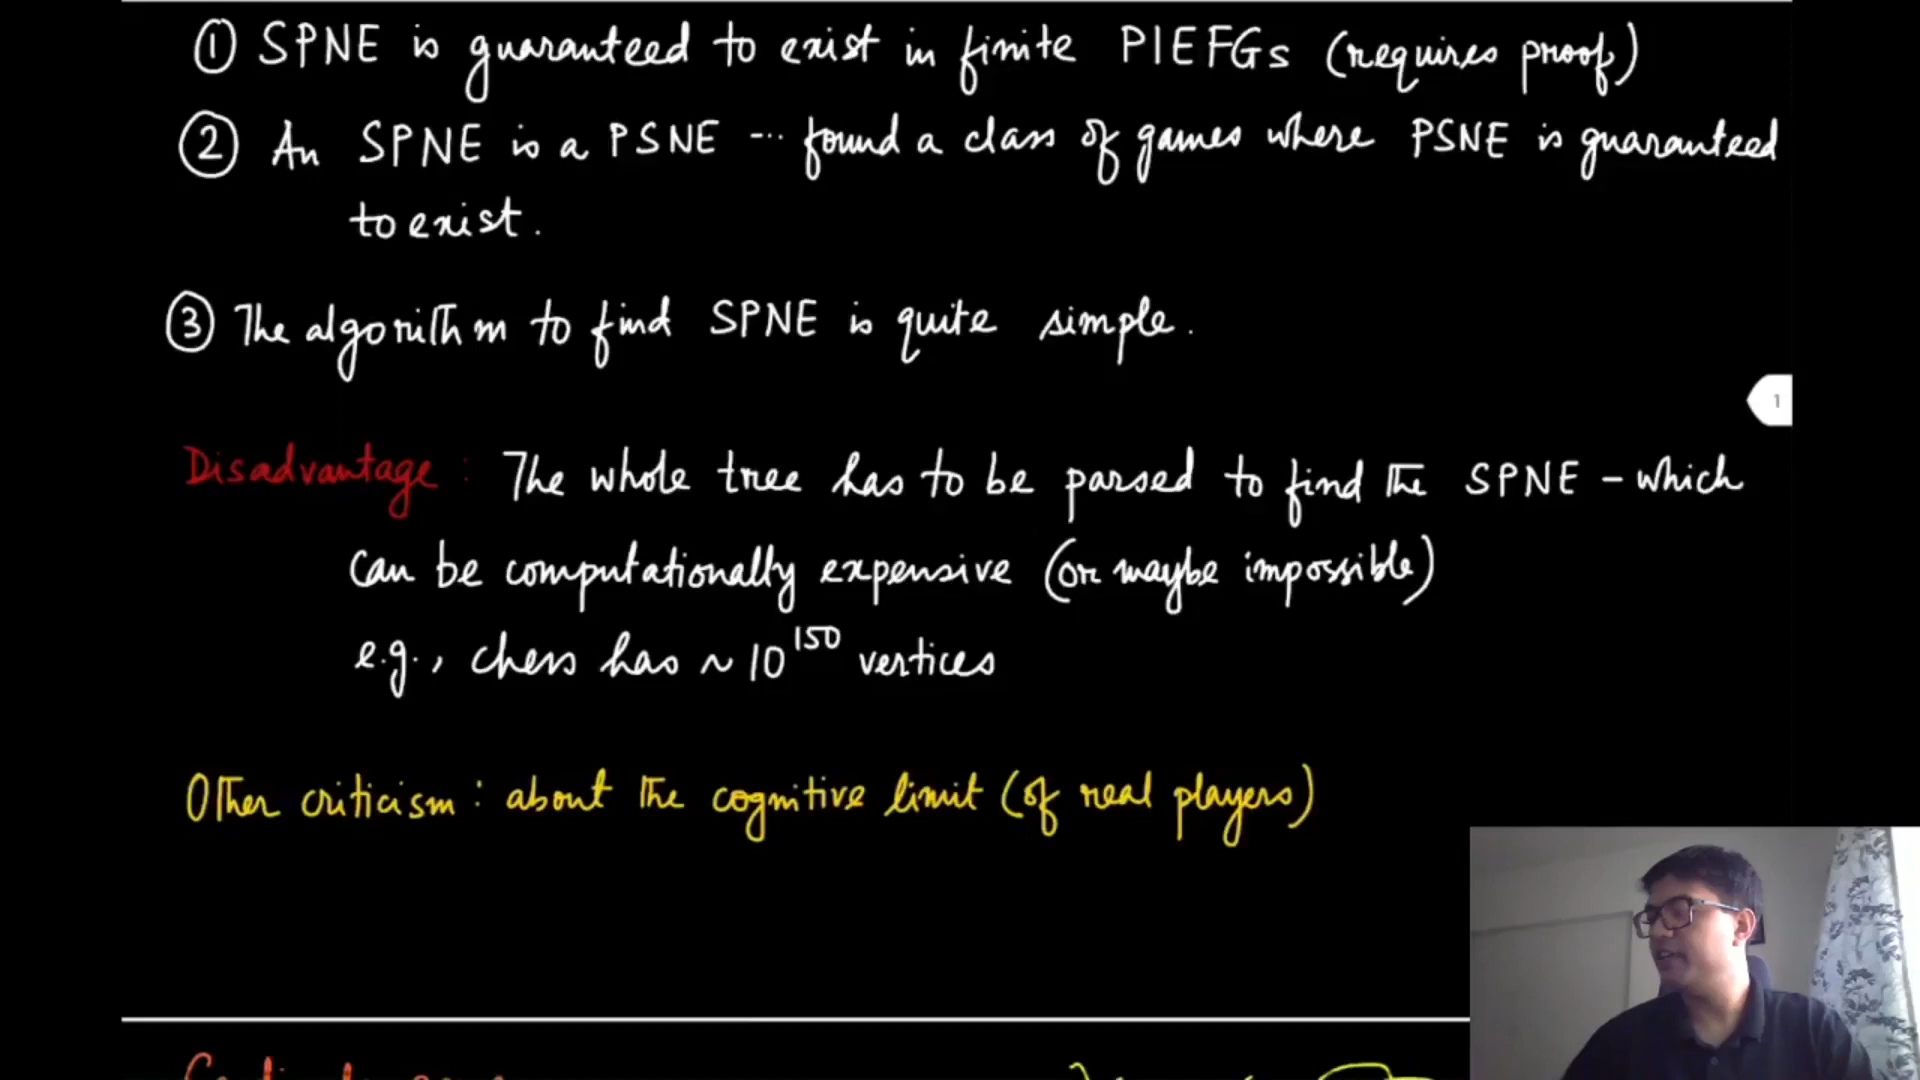 ① SPNE is guaranteed to exist in finite PIEFGs (requires proof)
② An SPNE is a PSNE --- found a class of games where PSNE is guaranteed
to exist.
③ The algorithm to find SPNE is quite simple.
1
Disadvantage: The whole tree has to be parsed to find the SPNE – which
can be computationally expensive (or maybe impossible)
e.g., chess has ~ 10^150 vertices
Other criticism: about the cognitive limit (of real players)